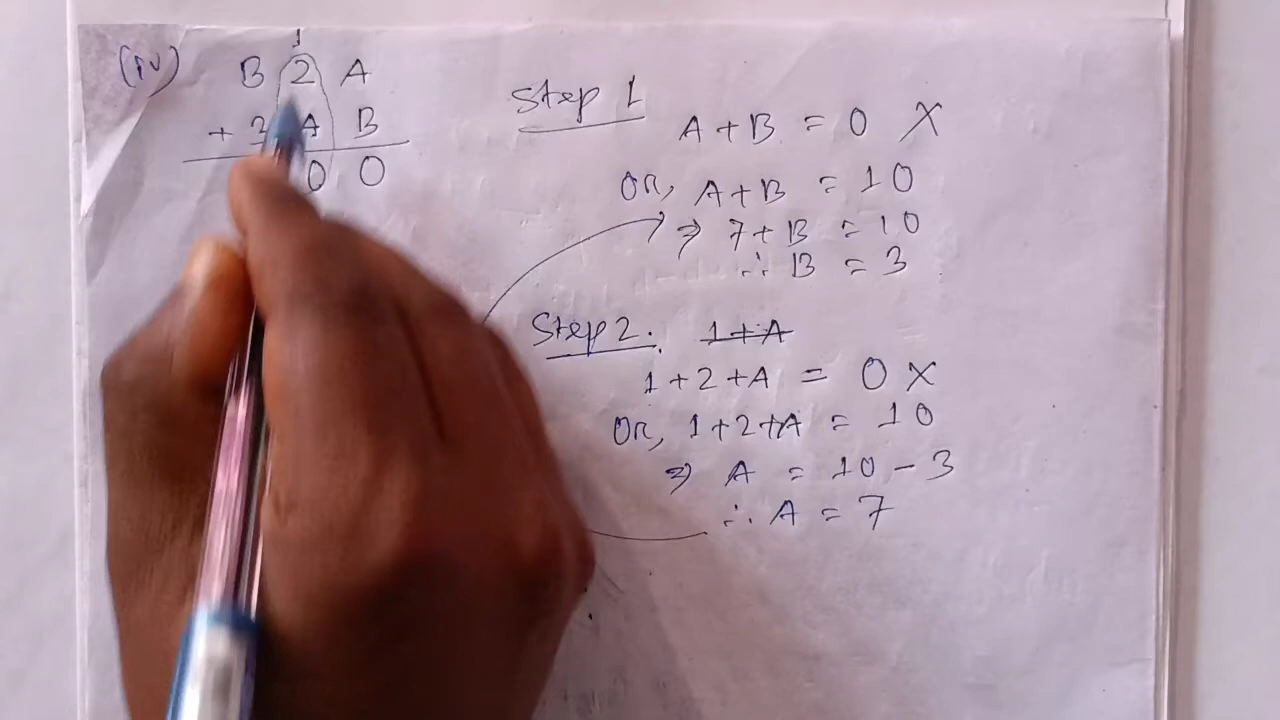 (iv)
1
B 2 A
+ 3 A B
0 0
Step 1
A + B = 0 X
Or, A + B = 10
⇒ 7 + B = 10
∴ B = 3
Step 2.
1 + 2 + A = 0 X
Or, 1 + 2 + A = 10
⇒ A = 10 - 3
∴ A = 7